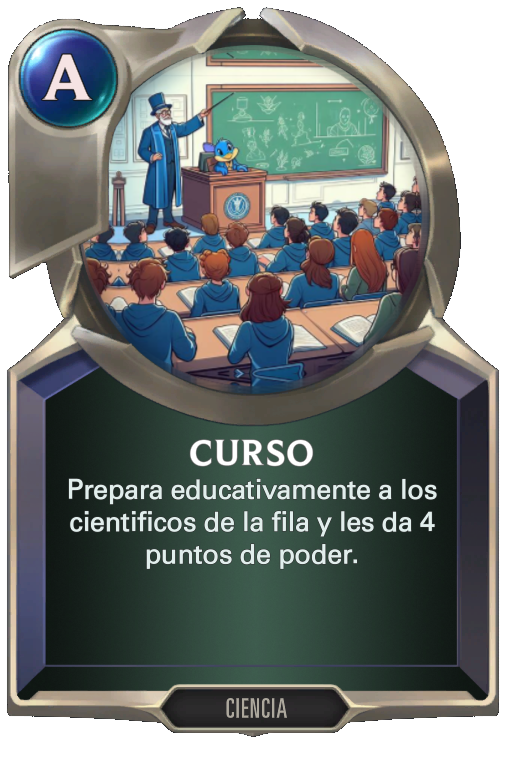 A
CURSO
Prepara educativamente a los
cientificos de la fila y les da 4
puntos de poder.
CIENCIA